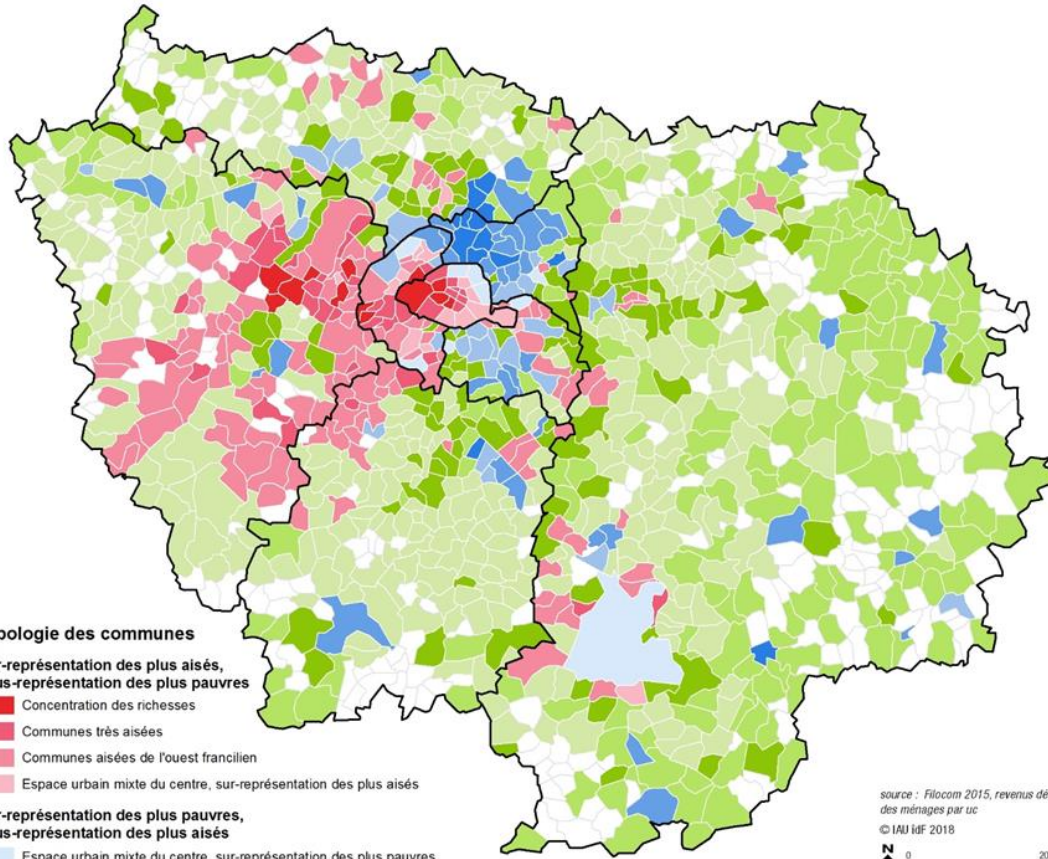 pologie des communes
r-représentation des plus aisés,
us-représentation des plus pauvres
Concentration des richesses
Communes très aisées
Communes aisées de l'ouest francilien
Espace urbain mixte du centre, sur-représentation des plus aisés
r-représentation des plus pauvres,
us-représentation des plus aisés
Espace urbain mixte du centre, sur-représentation des plus pauvres
source : Filocom 2015, revenus dé
des ménages par uc
© IAU îdF 2018
N
0 20